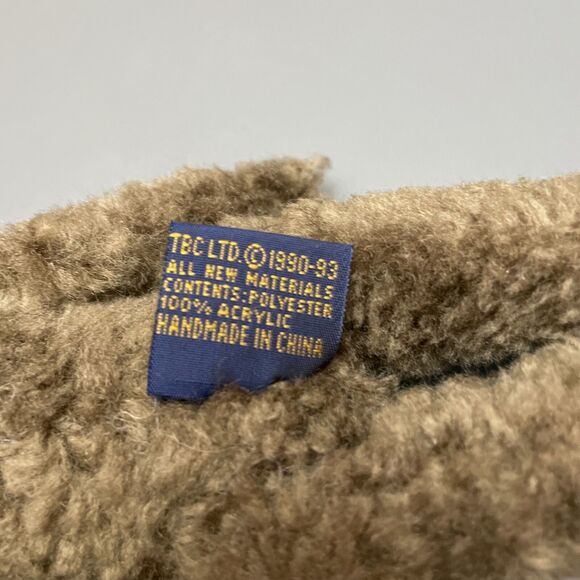 TBC LTD.©1990-93
ALL NEW MATERIALS
CONTENTS:POLYESTER
100% ACRYLIC
HANDMADE IN CHINA